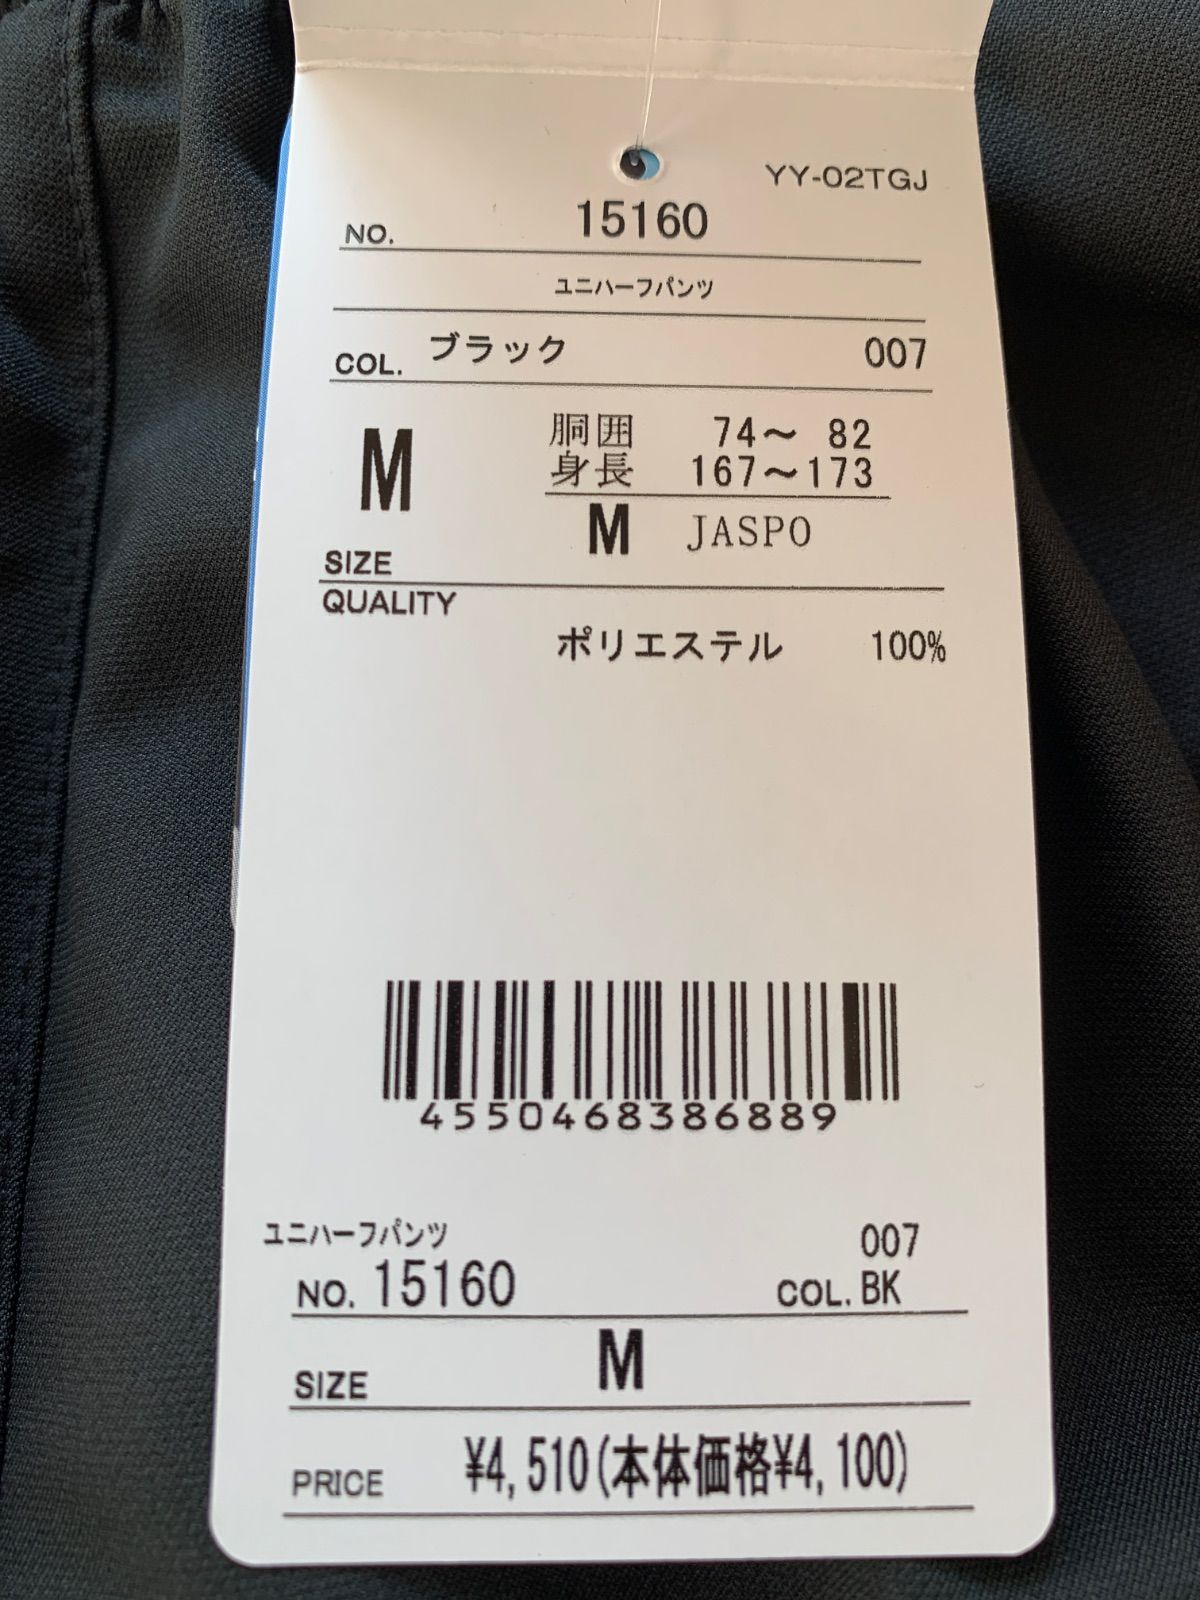 YY-02TGJ
NO. 15160
ユニハーフパンツ
COL. ブラック 007
胴囲 74～ 82
身長 167～173
M
M JASPO
SIZE
QUALITY
ポリエステル 100%
4550468386889
ユニハーフパンツ 007
NO. 15160 COL. BK
SIZE M
PRICE ¥4,510(本体価格¥4,100)